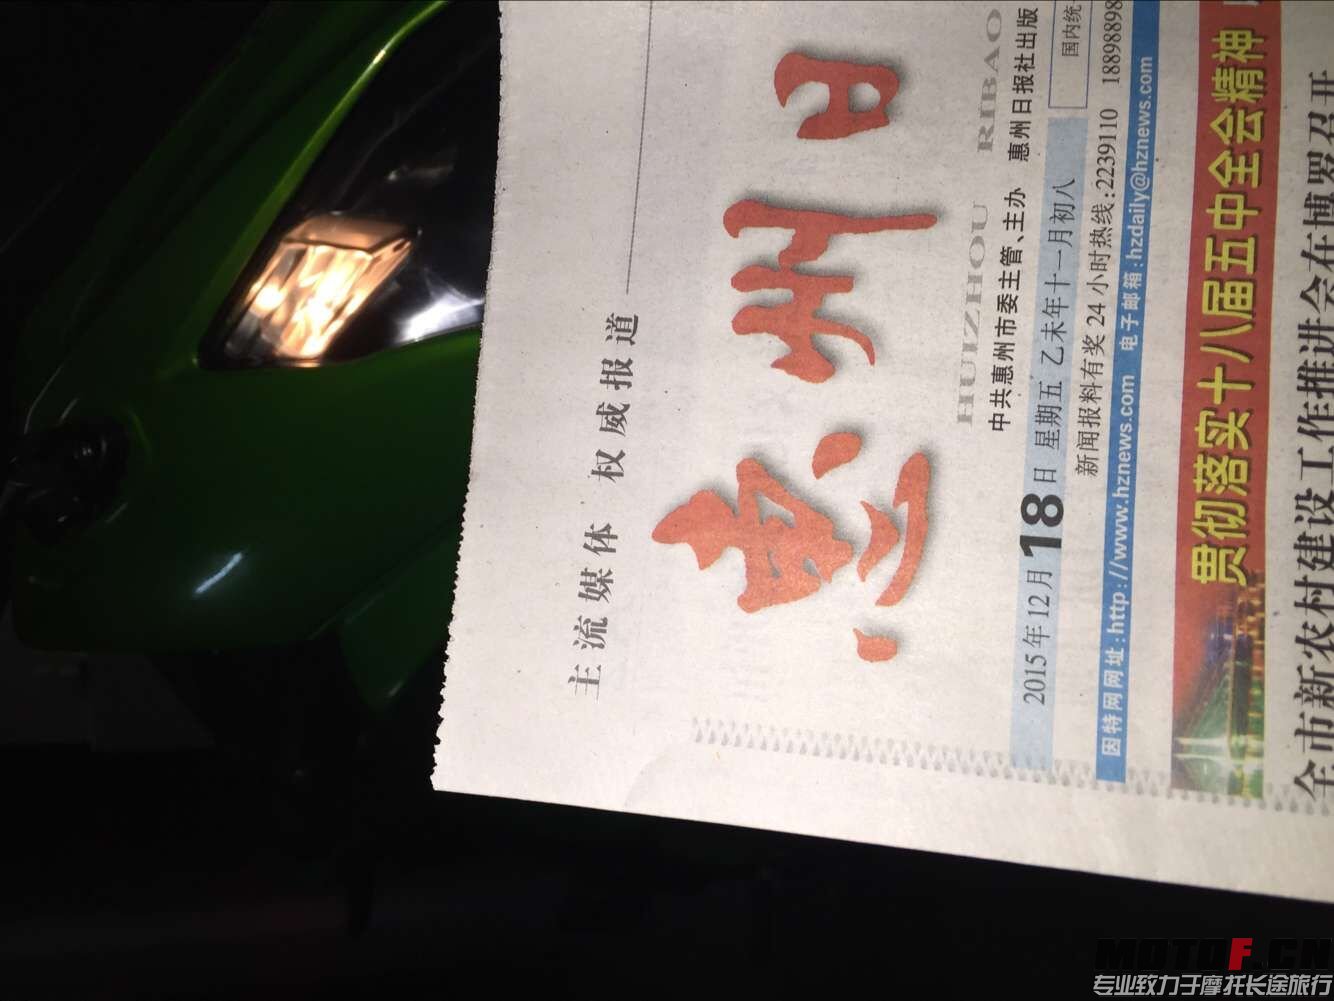 主流媒体 权威报道
惠州日
HUIZHOU RIBAO
中共惠州市委主管、主办 惠州日报社出版
2015年12月18日 星期五 乙未年十一月初八
国内统
新闻报料有奖 24 小时热线:2239110 18898898
因特网网址:http://www.hznews.com 电子邮箱:hzdaily@hznews.com
贯彻落实十八届五中全会精神
全市新农村建设工作推进会在博罗召开
MOTOF.CN
专业致力于摩托长途旅行